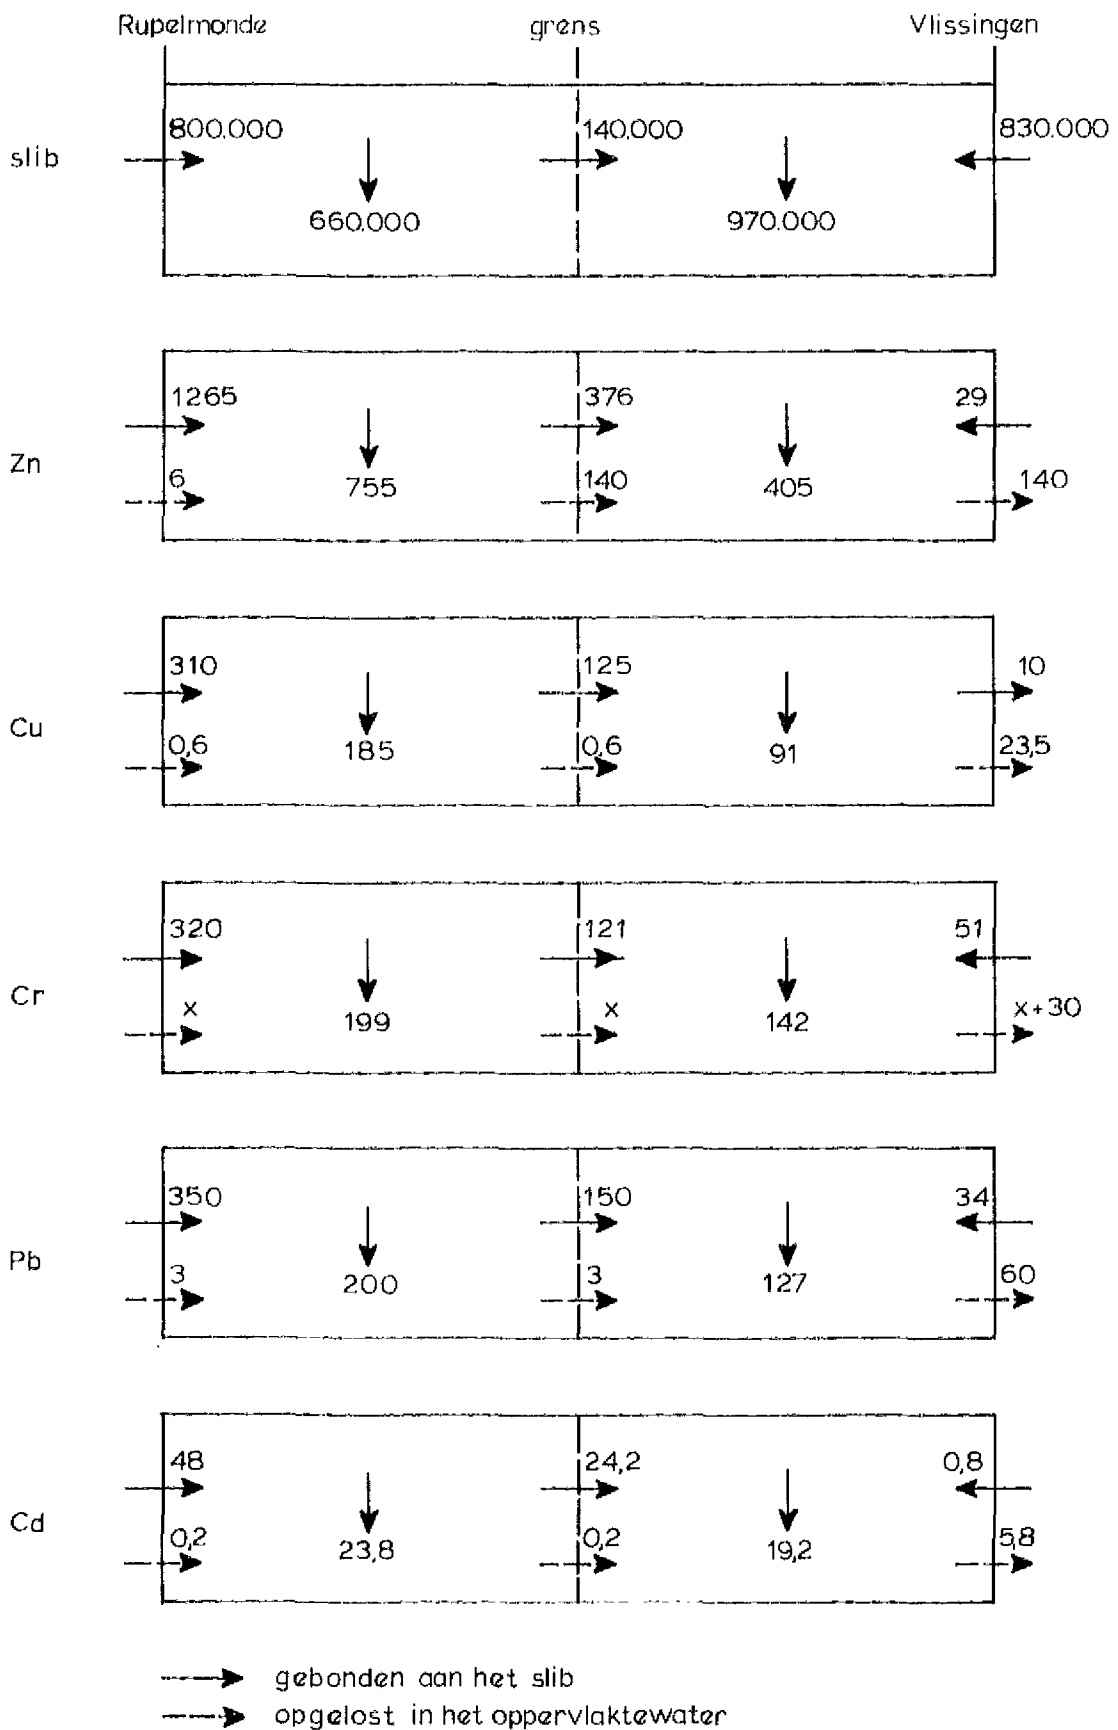 Rupelmonde grens Vlissingen
slib
800.000 140.000 830.000
660.000 970.000
Zn
1265 376 29
6 755 140 405 140
Cu
310 125 10
0,6 185 0,6 91 23,5
Cr
320 121 51
x 199 x 142 x+30
Pb
350 150 34
3 200 3 127 60
Cd
48 24,2 0,8
0,2 23,8 0,2 19,2 5,8
gebonden aan het slib
opgelost in het oppervlaktewater